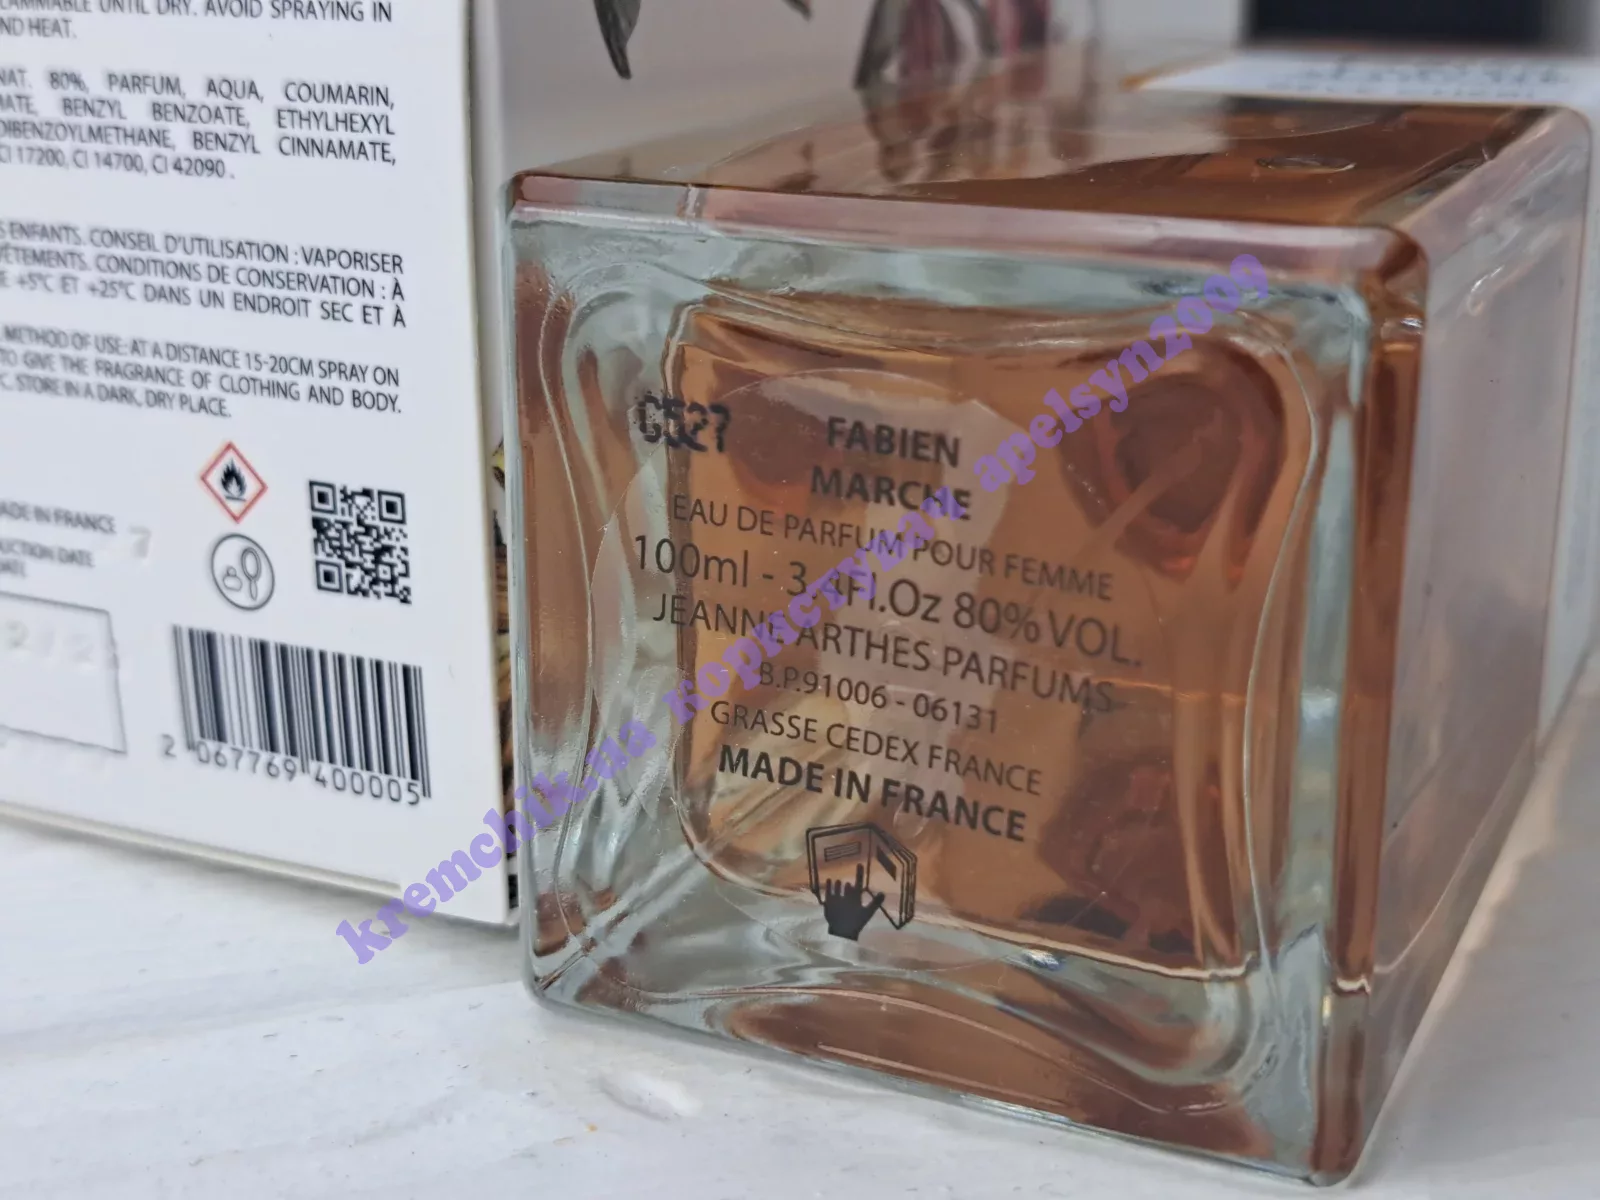 FLAMMABLE UNTIL DRY. AVOID SPRAYING IN
ND HEAT.
NAT. 80%, PARFUM, AQUA, COUMARIN,
BENZYL BENZOATE, ETHYLHEXYL
DIBENZOYLMETHANE, BENZYL CINNAMATE,
CI 17200, CI 14700, CI 42090 .
S ENFANTS. CONSEIL D'UTILISATION : VAPORISER
VÊTEMENTS. CONDITIONS DE CONSERVATION : À
E +5°C ET +25°C DANS UN ENDROIT SEC ET À
METHOD OF USE: AT A DISTANCE 15-20CM SPRAY ON
TO GIVE THE FRAGRANCE OF CLOTHING AND BODY.
C. STORE IN A DARK, DRY PLACE.
ADE IN FRANCE
UCTION DATE
DATE
2 067769 400005
C527
FABIEN
MARCHE
EAU DE PARFUM POUR FEMME
100ml - 3.4Fl.Oz 80% VOL.
JEANNE ARTHES PARFUMS
B.P.91006 - 06131
GRASSE CEDEX FRANCE
MADE IN FRANCE
kremchik.ua користувач apelsyn2009